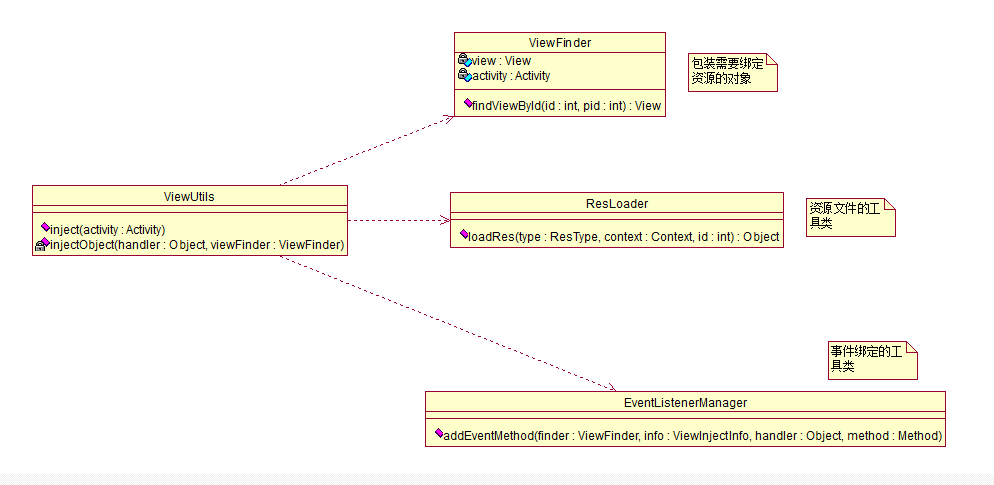 ViewFinder
view : View
activity : Activity
findViewById(id : int, pid : int) : View
包装需要绑定
资源的对象
ViewUtils
inject(activity : Activity)
injectObject(handler : Object, viewFinder : ViewFinder)
ResLoader
loadRes(type : ResType, context : Context, id : int) : Object
资源文件的工
具类
事件绑定的工
具类
EventListenerManager
addEventMethod(finder : ViewFinder, info : ViewInjectInfo, handler : Object, method : Method)